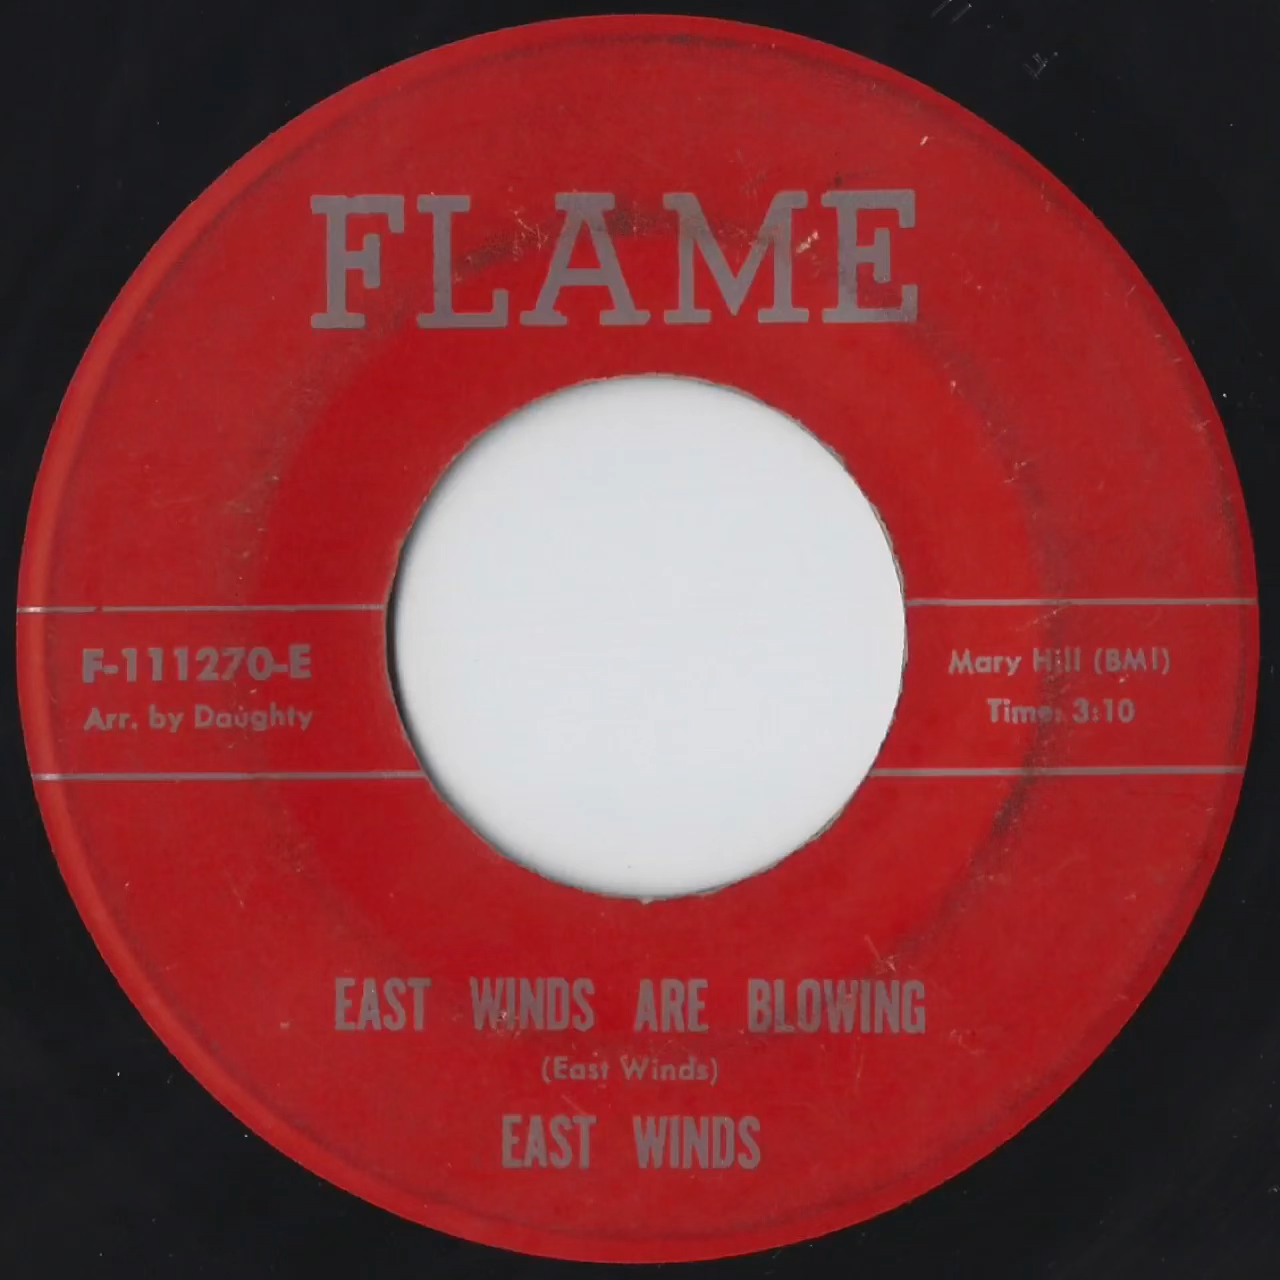 FLAME
F-111270-E
Arr. by Daughty
Mary Hill (BMI)
Time: 3:10
EAST WINDS ARE BLOWING
(East Winds)
EAST WINDS